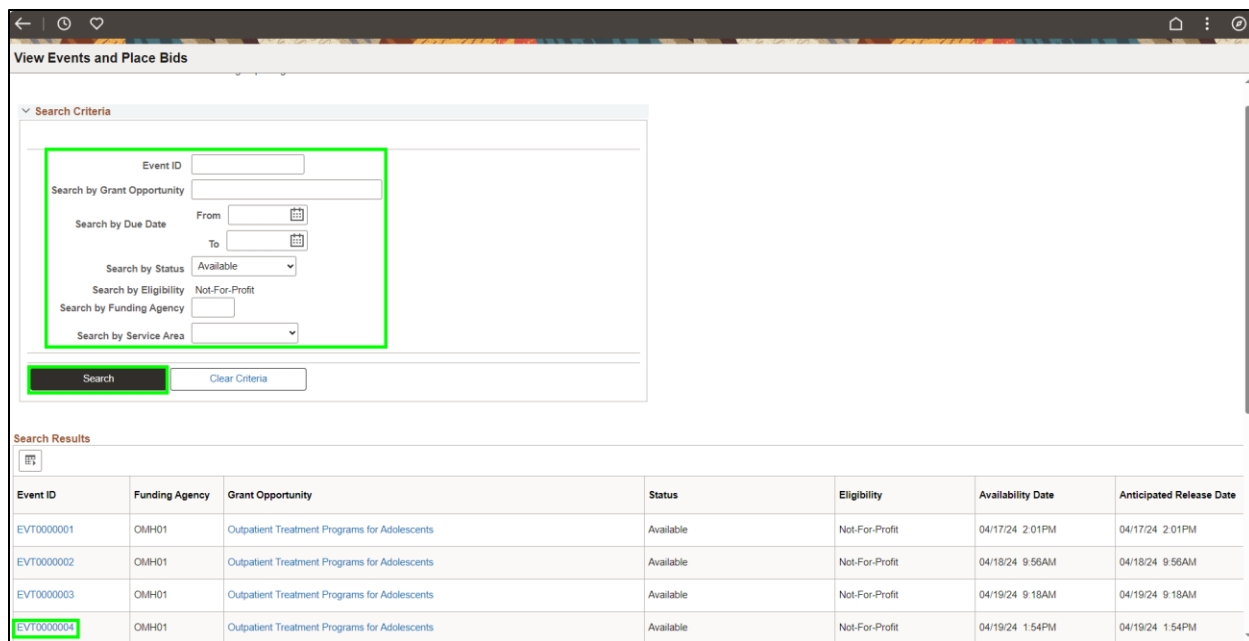 View Events and Place Bids
Search Criteria
Event ID
Search by Grant Opportunity
Search by Due Date From
To
Search by Status Available
Search by Eligibility Not-For-Profit
Search by Funding Agency
Search by Service Area
Search Clear Criteria
Search Results
Event ID Funding Agency Grant Opportunity Status Eligibility Availability Date Anticipated Release Date
EVT0000001 OMH01 Outpatient Treatment Programs for Adolescents Available Not-For-Profit 04/17/24 2:01PM 04/17/24 2:01PM
EVT0000002 OMH01 Outpatient Treatment Programs for Adolescents Available Not-For-Profit 04/18/24 9:56AM 04/18/24 9:56AM
EVT0000003 OMH01 Outpatient Treatment Programs for Adolescents Available Not-For-Profit 04/19/24 9:18AM 04/19/24 9:18AM
EVT0000004 OMH01 Outpatient Treatment Programs for Adolescents Available Not-For-Profit 04/19/24 1:54PM 04/19/24 1:54PM